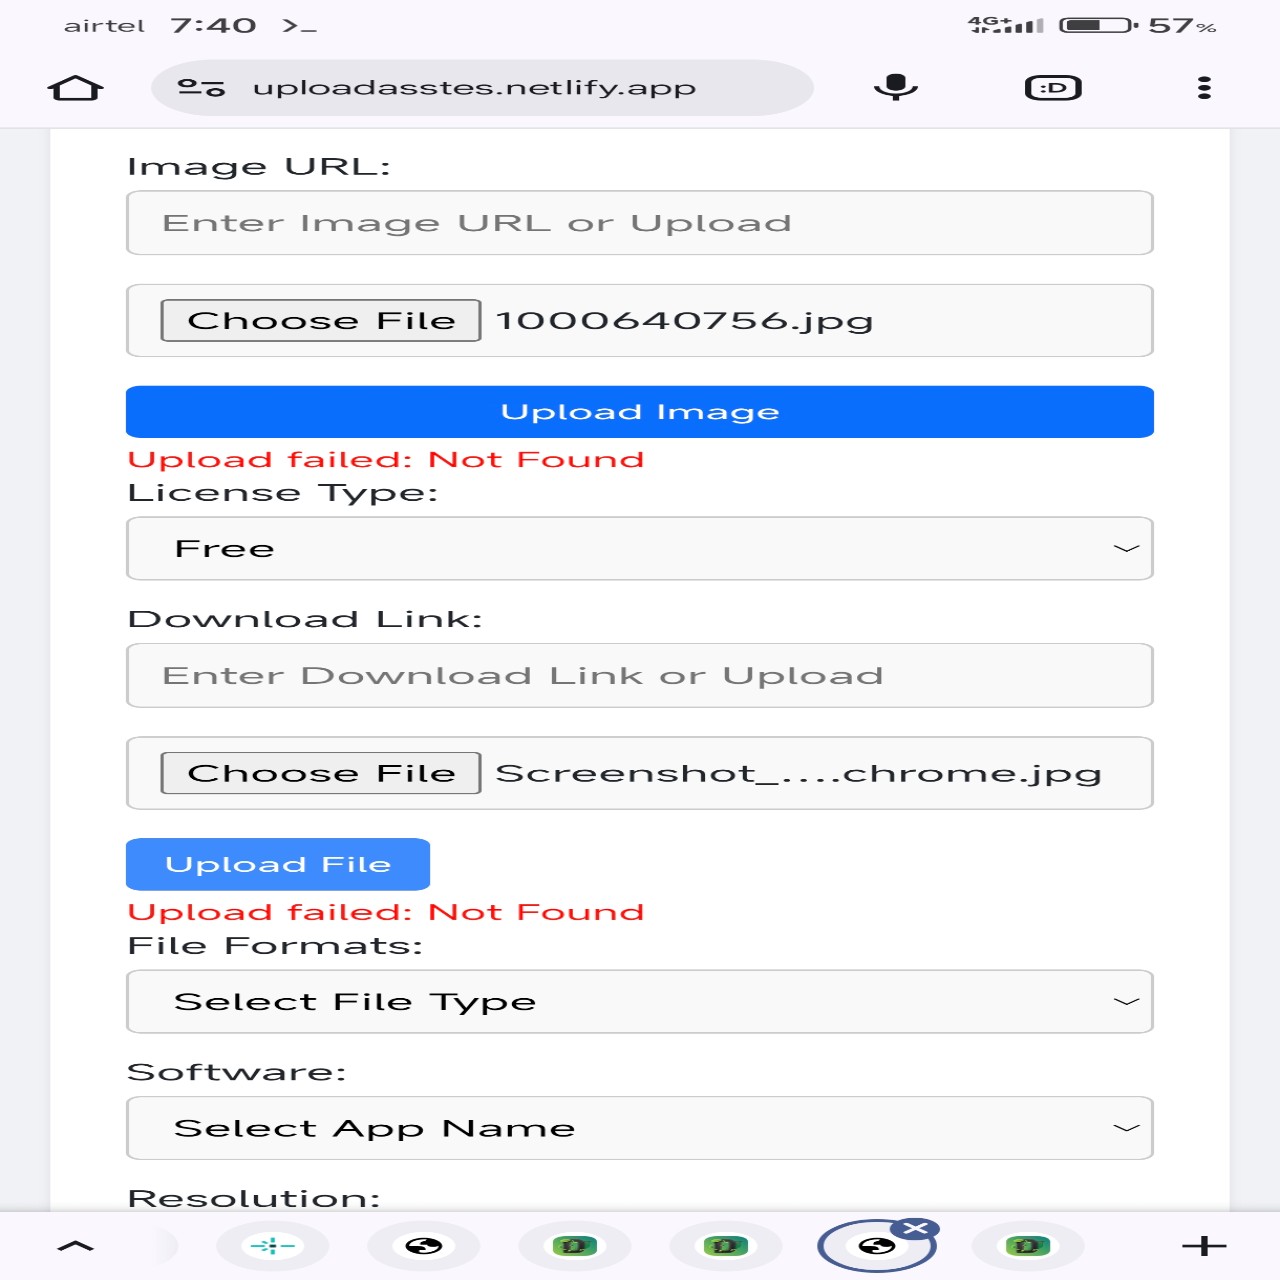 airtel 7:40 >_ 4G+ 57%
uploadasstes.netlify.app :D
Image URL:
Enter Image URL or Upload
Choose File 1000640756.jpg
Upload Image
Upload failed: Not Found
License Type:
Free
Download Link:
Enter Download Link or Upload
Choose File Screenshot_....chrome.jpg
Upload File
Upload failed: Not Found
File Formats:
Select File Type
Software:
Select App Name
Resolution: